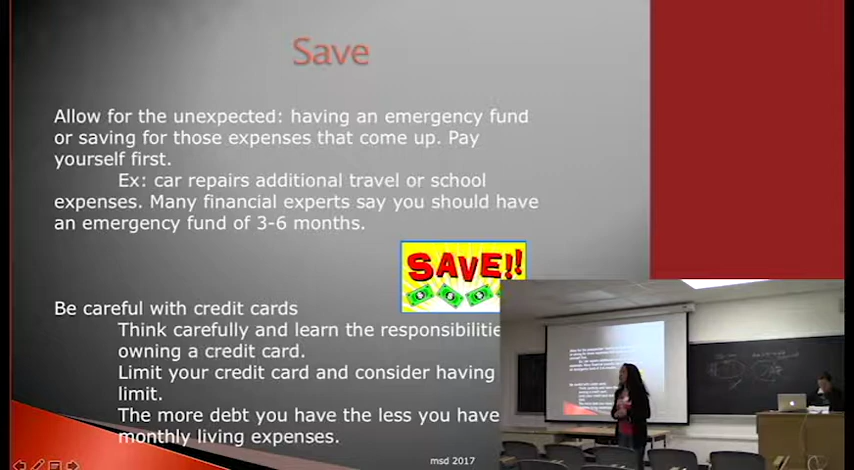 Save
Allow for the unexpected: having an emergency fund
or saving for those expenses that come up. Pay
yourself first.
Ex: car repairs additional travel or school
expenses. Many financial experts say you should have
an emergency fund of 3-6 months.
SAVE!!
Be careful with credit cards
Think carefully and learn the
owning a credit card.
Limit your credit card and consider having
limit.
The more debt you have the less you have
monthly living expenses.
msd 2017